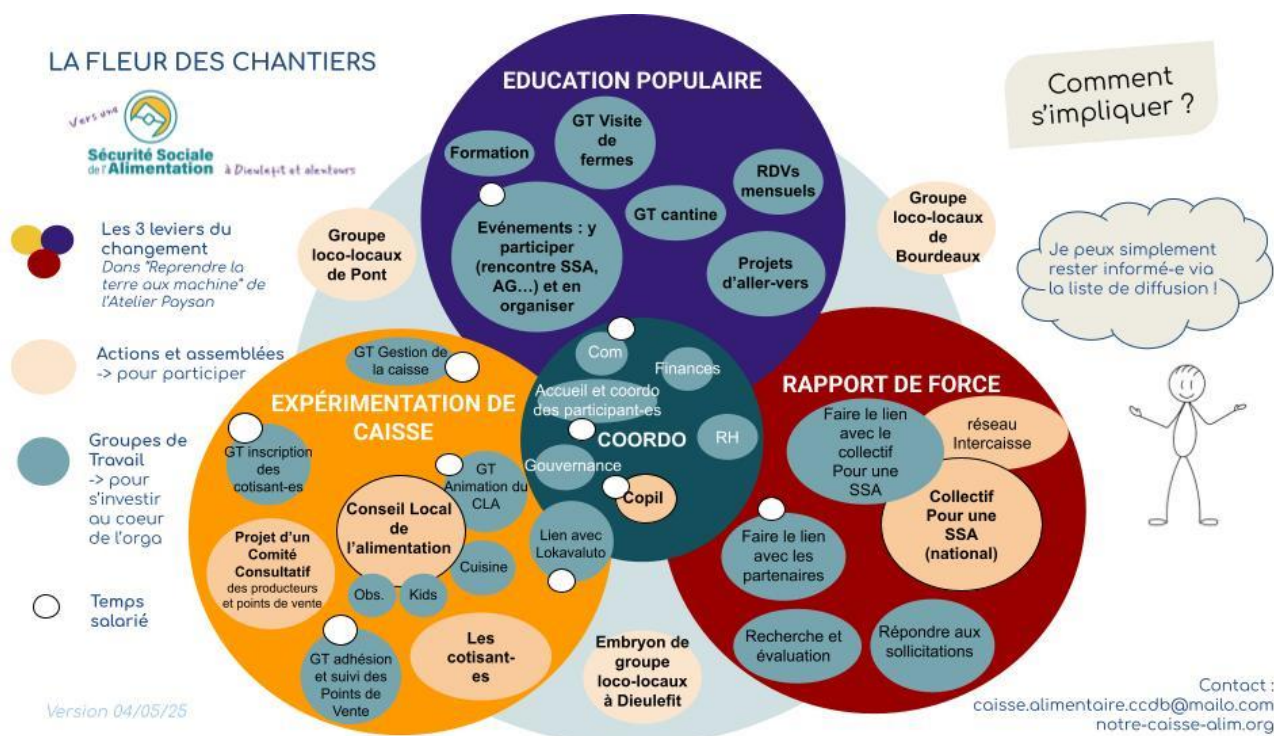 LA FLEUR DES CHANTIERS
Vers une
Sécurité Sociale
de l'Alimentation
à Dieulefit et alentours
Les 3 leviers du
changement
Dans "Reprendre la
terre aux machine" de
l'Atelier Paysan
Actions et assemblées
-> pour participer
Groupes de
Travail
-> pour
s'investir
au coeur
de l'orga
Temps
salarié
Version 04/05/25
EDUCATION POPULAIRE
GT Visite
de
fermes
Formation
RDVs
mensuels
GT cantine
Evénements : y
participer
(rencontre SSA,
AG...) et en
organiser
Projets
d'aller-vers
Groupe
loco-locaux
de Pont
Groupe
loco-locaux
de
Bourdeaux
Comment
s'impliquer ?
Je peux simplement
rester informé-e via
la liste de diffusion !
EXPÉRIMENTATION DE
CAISSE
GT Gestion de
la caisse
GT inscription
des
cotisant-es
GT
Animation du
CLA
Conseil Local
de
l'alimentation
Projet d'un
Comité
Consultatif
des producteurs
et points de vente
Cuisine
Obs.
Kids
Lien avec
Lokavaluto
GT adhésion
et suivi des
Points de
Vente
Les
cotisant-
es
COORDO
Com
Finances
Accueil et coordo
des participant-es
RH
Gouvernance
Copil
RAPPORT DE FORCE
Faire le lien
avec le
collectif
Pour une
SSA
réseau
Intercaisse
Collectif
Pour une
SSA
(national)
Faire le lien
avec les
partenaires
Recherche et
évaluation
Répondre aux
sollicitations
Embryon de
groupe
loco-locaux
à Dieulefit
Contact :
caisse.alimentaire.ccdb@mailo.com
notre-caisse-alim.org